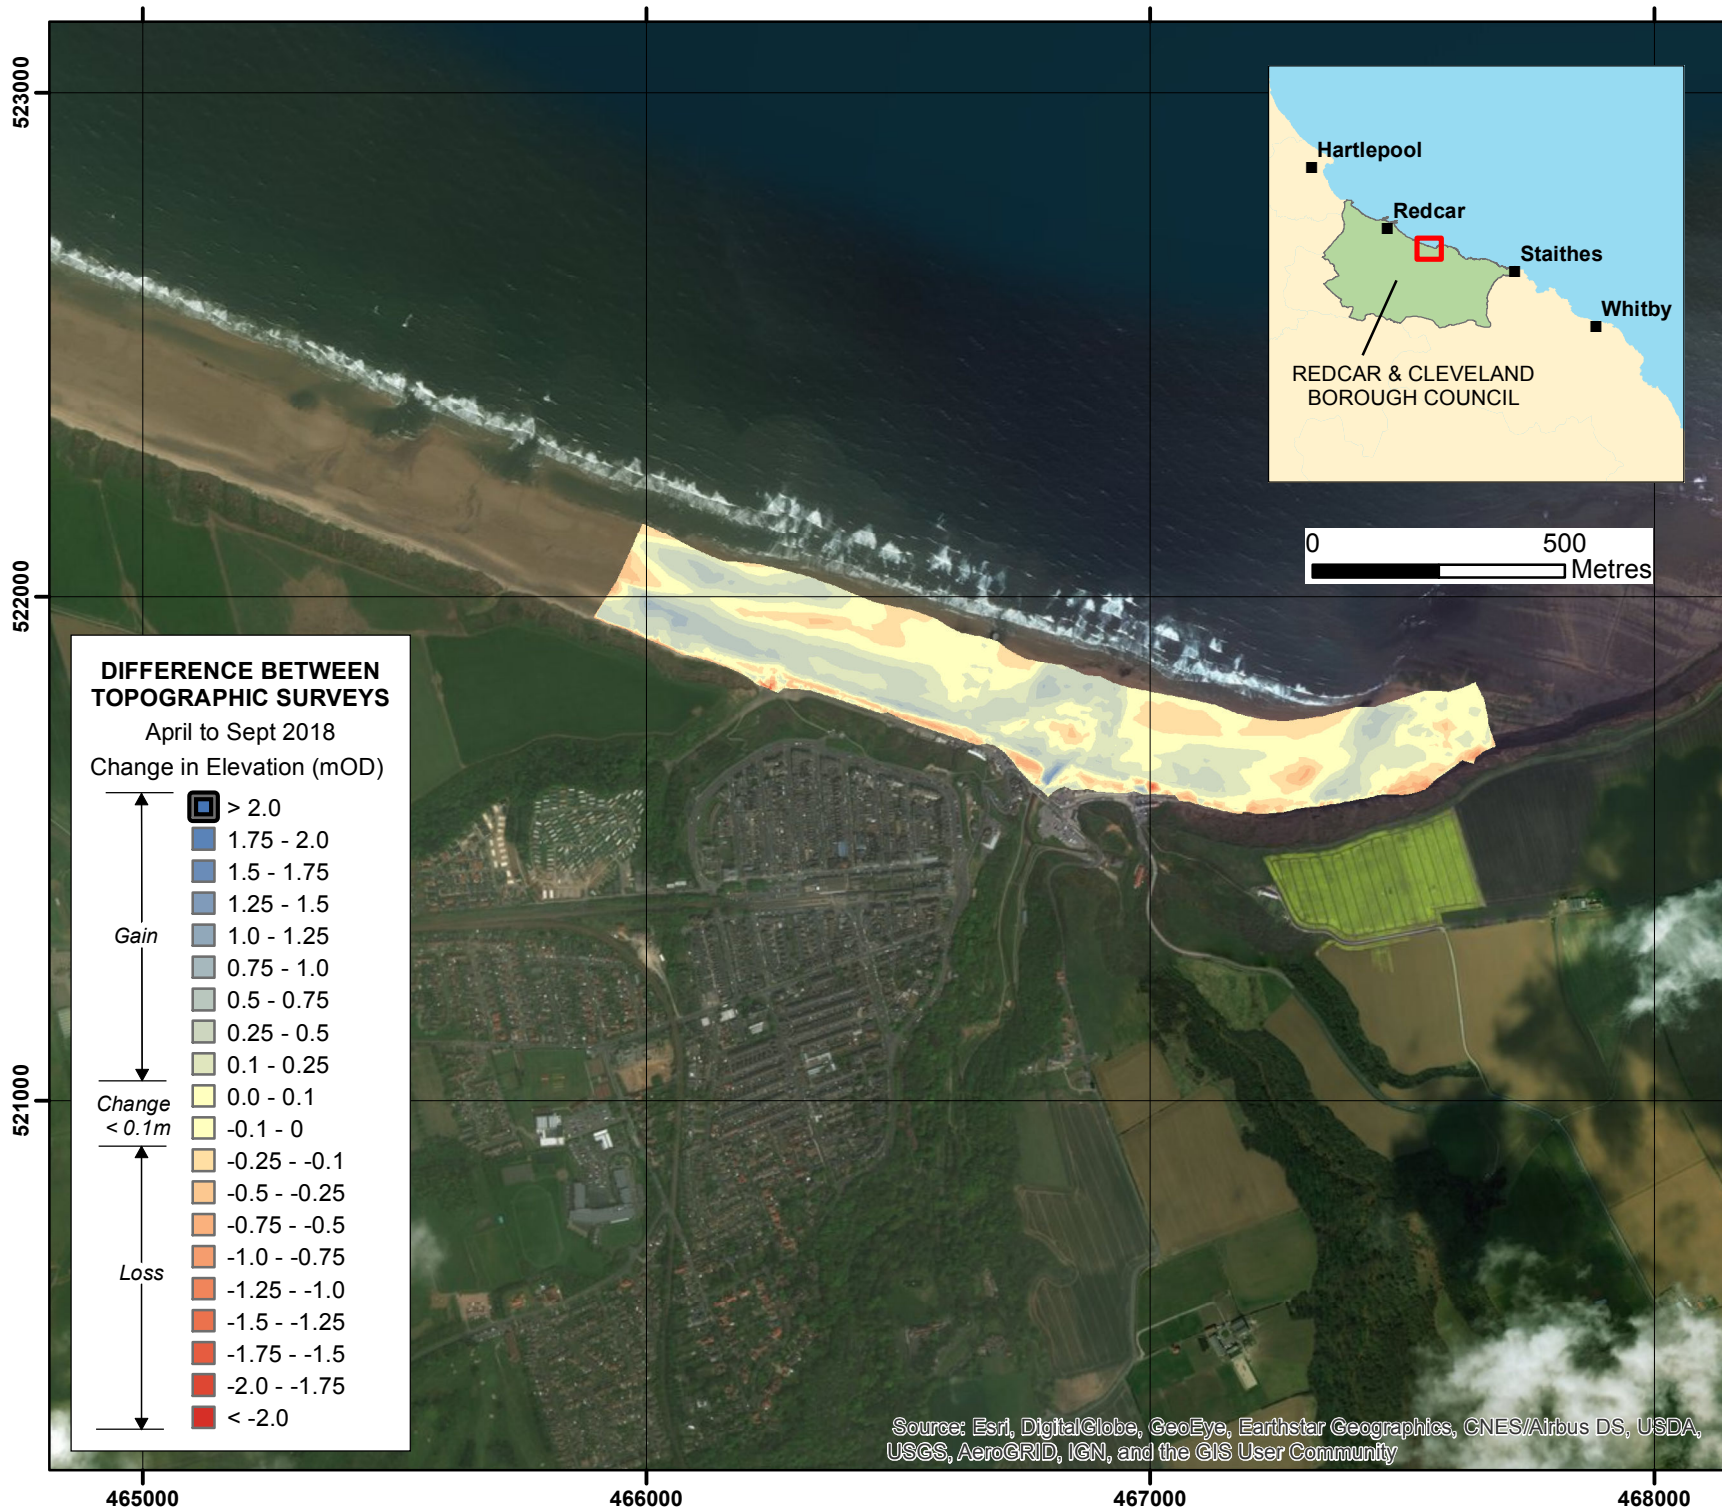 523000
522000
521000
Hartlepool
Redcar
Staithes
Whitby
REDCAR & CLEVELAND
BOROUGH COUNCIL
0 500
Metres
DIFFERENCE BETWEEN
TOPOGRAPHIC SURVEYS
April to Sept 2018
Change in Elevation (mOD)
> 2.0
1.75 - 2.0
1.5 - 1.75
1.25 - 1.5
Gain
1.0 - 1.25
0.75 - 1.0
0.5 - 0.75
0.25 - 0.5
0.1 - 0.25
Change
< 0.1m
0.0 - 0.1
-0.1 - 0
-0.25 - -0.1
-0.5 - -0.25
-0.75 - -0.5
-1.0 - -0.75
Loss
-1.25 - -1.0
-1.5 - -1.25
-1.75 - -1.5
-2.0 - -1.75
< -2.0
Source: Esri, DigitalGlobe, GeoEye, Earthstar Geographics, CNES/Airbus DS, USDA,
USGS, AeroGRID, IGN, and the GIS User Community
465000 466000 467000 468000